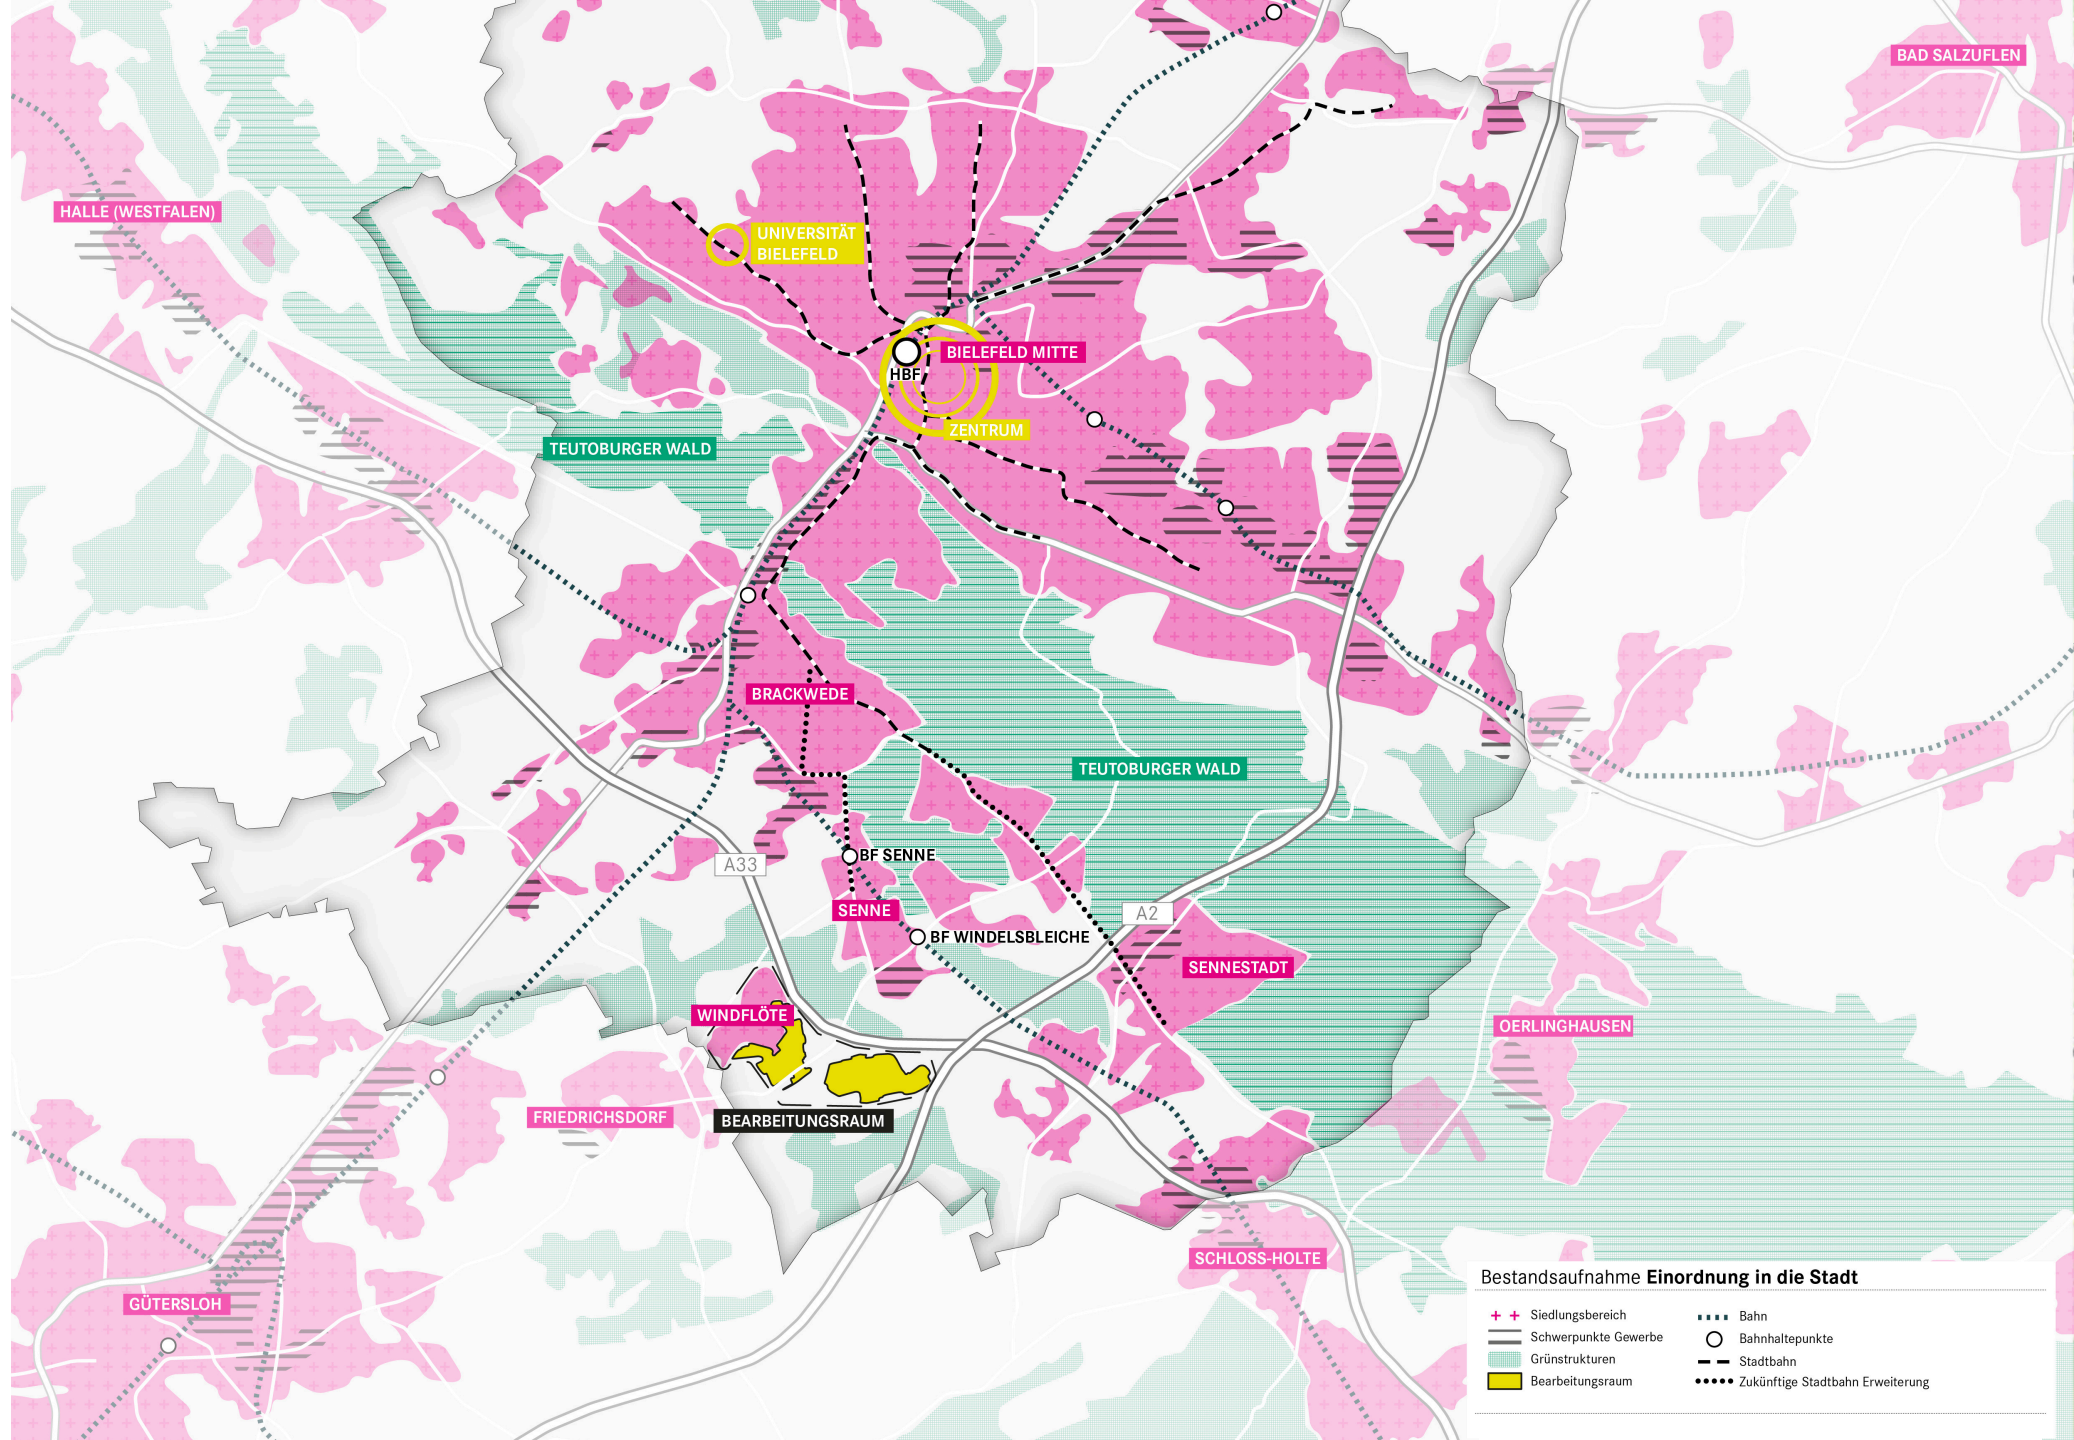 BAD SALZUFLEN
HALLE (WESTFALEN)
UNIVERSITÄT
BIELEFELD
BIELEFELD MITTE
HBF
ZENTRUM
TEUTOBURGER WALD
BRACKWEDE
TEUTOBURGER WALD
BF SENNE
A33
SENNE
A2
BF WINDELSBLEICHE
SENNESTADT
WINDFLÖTE
OERLINGHAUSEN
FRIEDRICHSDORF
BEARBEITUNGSRAUM
SCHLOSS-HOLTE
GÜTERSLOH
Bestandsaufnahme Einordnung in die Stadt
Siedlungsbereich
Schwerpunkte Gewerbe
Grünstrukturen
Bearbeitungsraum
Bahn
Bahnhaltepunkte
Stadtbahn
Zukünftige Stadtbahn Erweiterung